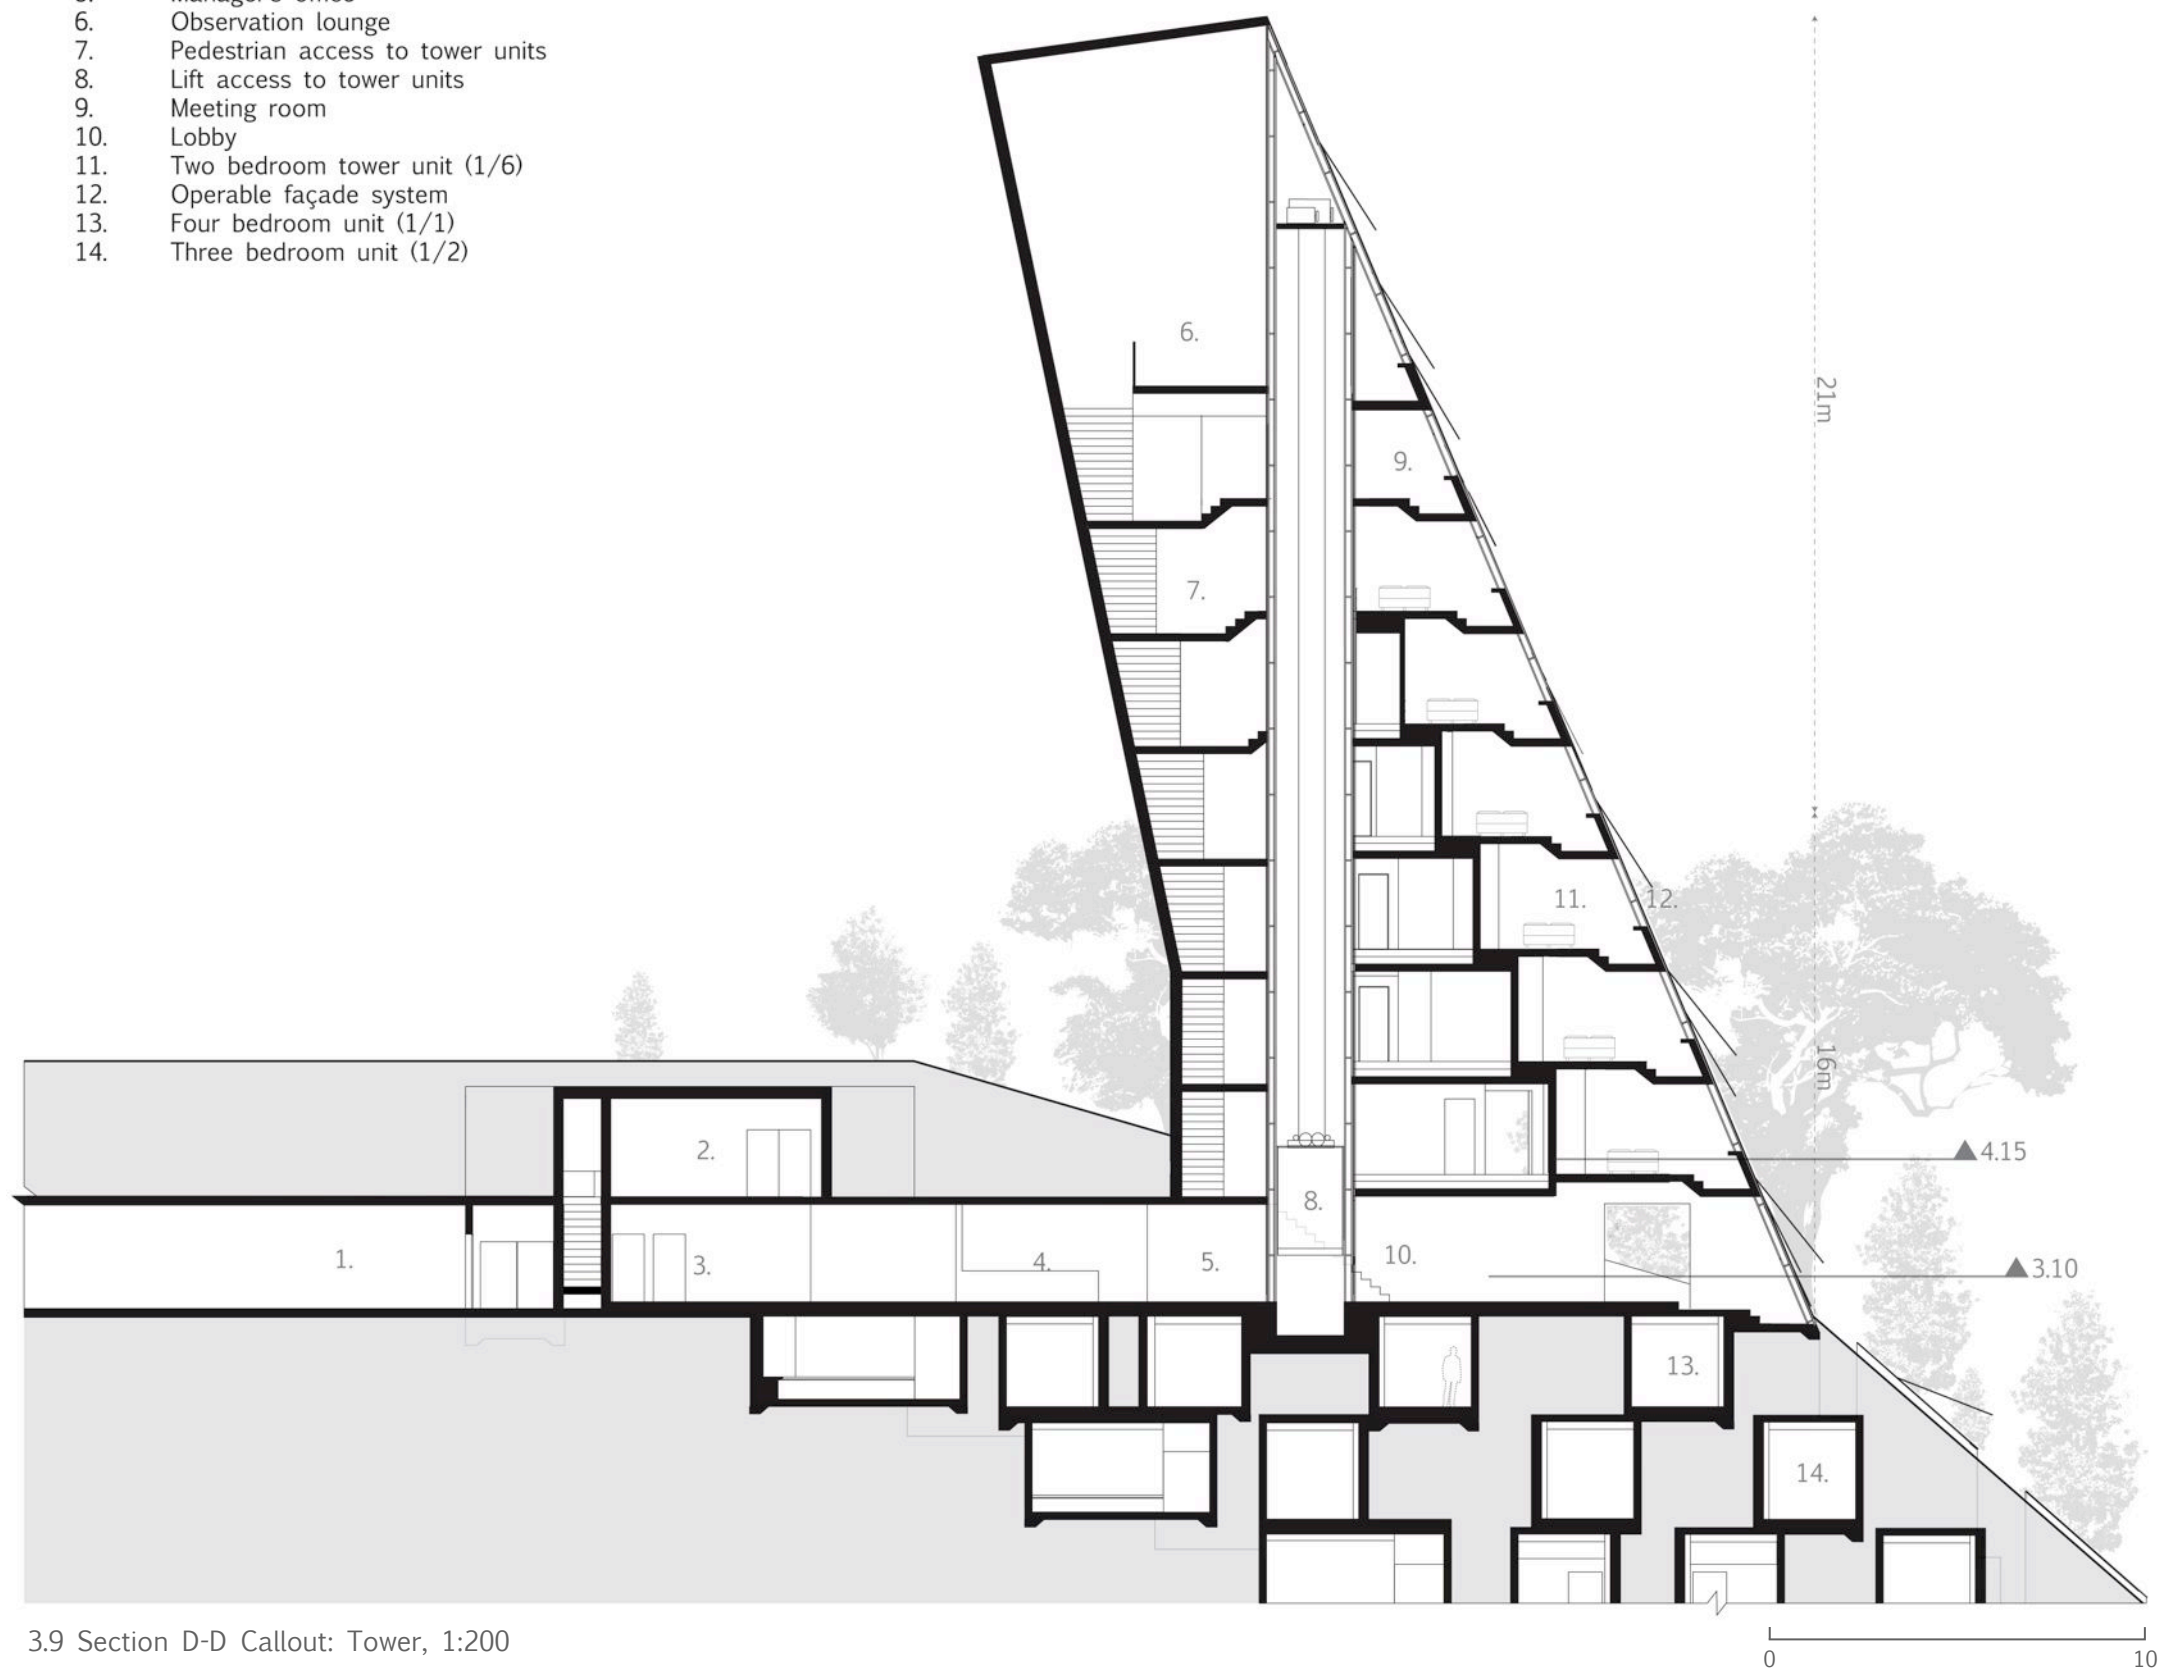 6. Observation lounge
7. Pedestrian access to tower units
8. Lift access to tower units
9. Meeting room
10. Lobby
11. Two bedroom tower unit (1/6)
12. Operable façade system
13. Four bedroom unit (1/1)
14. Three bedroom unit (1/2)
21m
6.
9.
7.
11.
12.
16m
2.
4.15
8.
1.
3.
4.
5.
10.
3.10
13.
14.
3.9 Section D-D Callout: Tower, 1:200
0
10